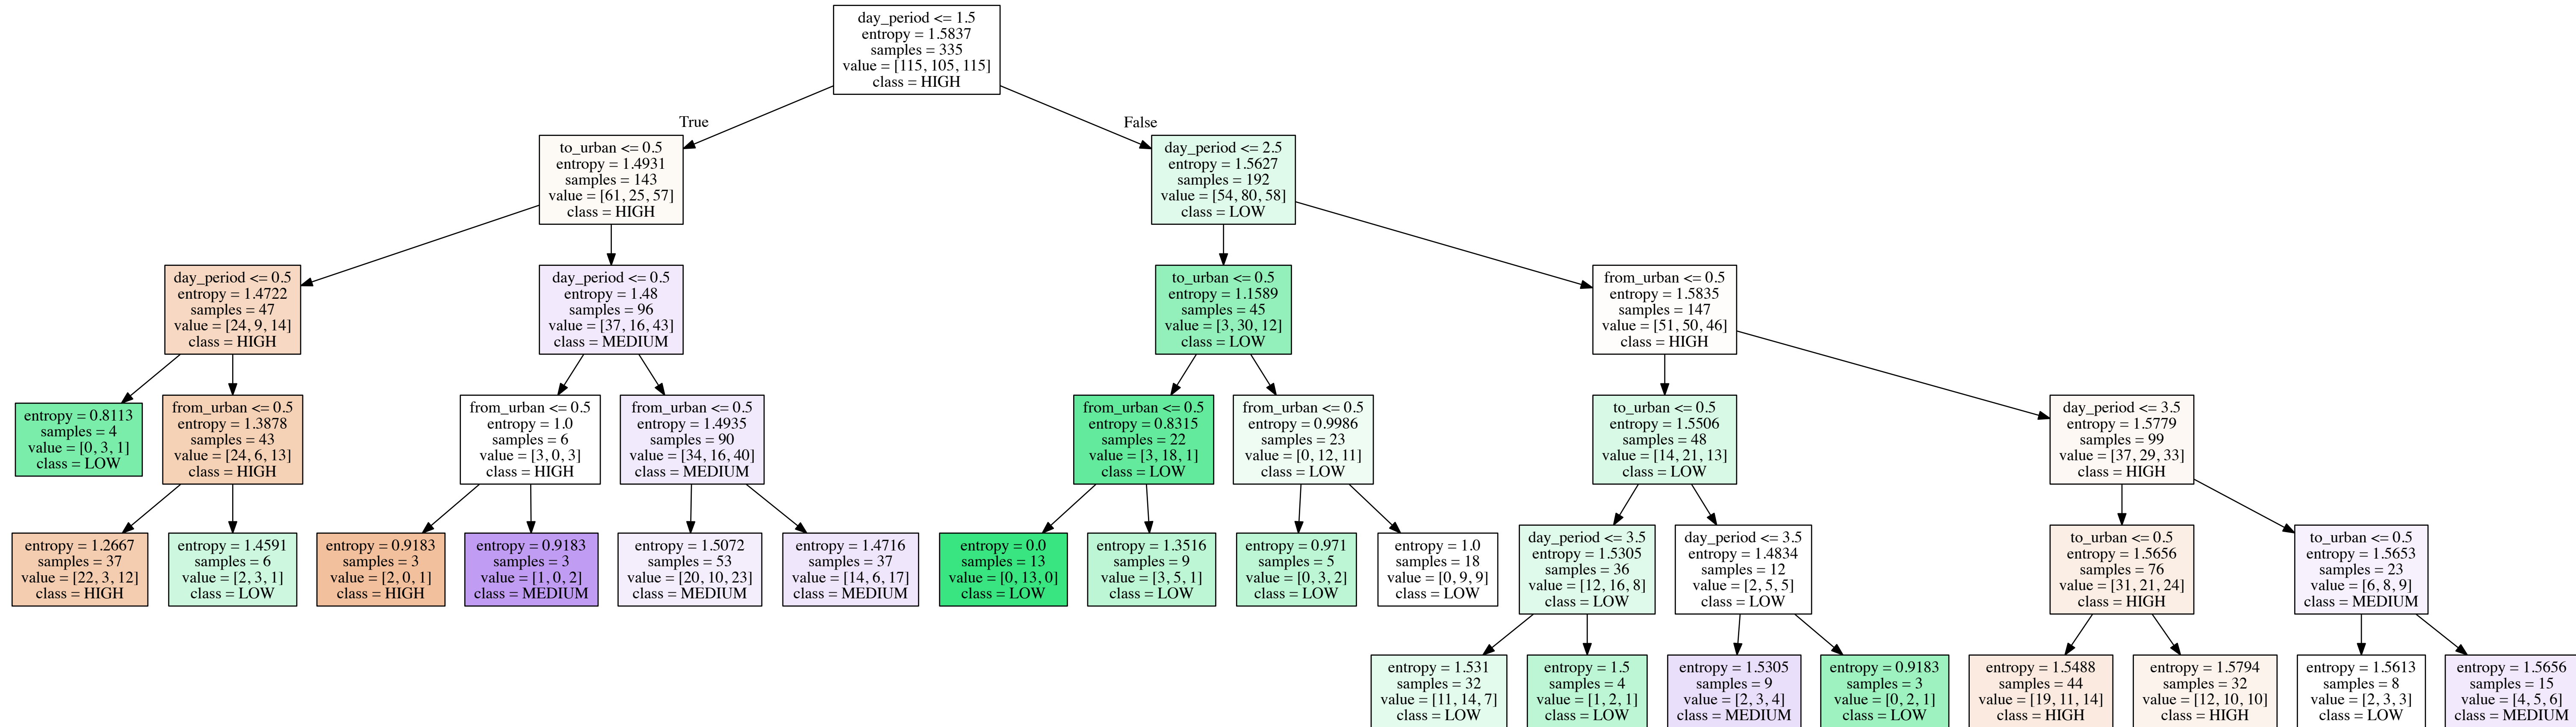 day_period <= 1.5
entropy = 1.5837
samples = 335
value = [115, 105, 115]
class = HIGH
True
False
to_urban <= 0.5
entropy = 1.4931
samples = 143
value = [61, 25, 57]
class = HIGH
day_period <= 2.5
entropy = 1.5627
samples = 192
value = [54, 80, 58]
class = LOW
day_period <= 0.5
entropy = 1.4722
samples = 47
value = [24, 9, 14]
class = HIGH
day_period <= 0.5
entropy = 1.48
samples = 96
value = [37, 16, 43]
class = MEDIUM
to_urban <= 0.5
entropy = 1.1589
samples = 45
value = [3, 30, 12]
class = LOW
from_urban <= 0.5
entropy = 1.5835
samples = 147
value = [51, 50, 46]
class = HIGH
entropy = 0.8113
samples = 4
value = [0, 3, 1]
class = LOW
from_urban <= 0.5
entropy = 1.3878
samples = 43
value = [24, 6, 13]
class = HIGH
from_urban <= 0.5
entropy = 1.0
samples = 6
value = [3, 0, 3]
class = HIGH
from_urban <= 0.5
entropy = 1.4935
samples = 90
value = [34, 16, 40]
class = MEDIUM
from_urban <= 0.5
entropy = 0.8315
samples = 22
value = [3, 18, 1]
class = LOW
from_urban <= 0.5
entropy = 0.9986
samples = 23
value = [0, 12, 11]
class = LOW
to_urban <= 0.5
entropy = 1.5506
samples = 48
value = [14, 21, 13]
class = LOW
day_period <= 3.5
entropy = 1.5779
samples = 99
value = [37, 29, 33]
class = HIGH
entropy = 1.2667
samples = 37
value = [22, 3, 12]
class = HIGH
entropy = 1.4591
samples = 6
value = [2, 3, 1]
class = LOW
entropy = 0.9183
samples = 3
value = [2, 0, 1]
class = HIGH
entropy = 0.9183
samples = 3
value = [1, 0, 2]
class = MEDIUM
entropy = 1.5072
samples = 53
value = [20, 10, 23]
class = MEDIUM
entropy = 1.4716
samples = 37
value = [14, 6, 17]
class = MEDIUM
entropy = 0.0
samples = 13
value = [0, 13, 0]
class = LOW
entropy = 1.3516
samples = 9
value = [3, 5, 1]
class = LOW
entropy = 0.971
samples = 5
value = [0, 3, 2]
class = LOW
entropy = 1.0
samples = 18
value = [0, 9, 9]
class = LOW
day_period <= 3.5
entropy = 1.5305
samples = 36
value = [12, 16, 8]
class = LOW
day_period <= 3.5
entropy = 1.4834
samples = 12
value = [2, 5, 5]
class = LOW
to_urban <= 0.5
entropy = 1.5656
samples = 76
value = [31, 21, 24]
class = HIGH
to_urban <= 0.5
entropy = 1.5653
samples = 23
value = [6, 8, 9]
class = MEDIUM
entropy = 1.531
samples = 32
value = [11, 14, 7]
class = LOW
entropy = 1.5
samples = 4
value = [1, 2, 1]
class = LOW
entropy = 1.5305
samples = 9
value = [2, 3, 4]
class = MEDIUM
entropy = 0.9183
samples = 3
value = [0, 2, 1]
class = LOW
entropy = 1.5488
samples = 44
value = [19, 11, 14]
class = HIGH
entropy = 1.5794
samples = 32
value = [12, 10, 10]
class = HIGH
entropy = 1.5613
samples = 8
value = [2, 3, 3]
class = LOW
entropy = 1.5656
samples = 15
value = [4, 5, 6]
class = MEDIUM